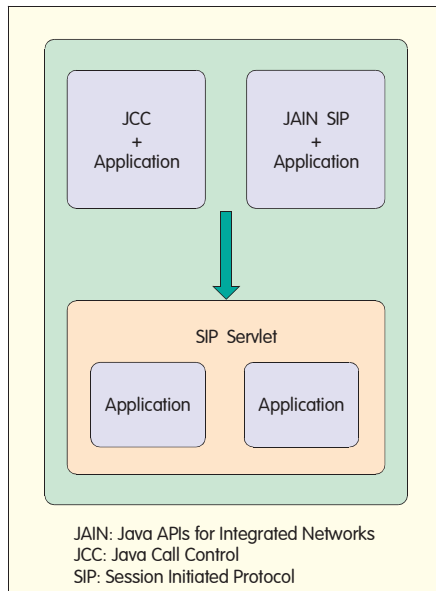 JCC
+
Application
JAIN SIP
+
Application
SIP Servlet
Application
Application
JAIN: Java APIs for Integrated Networks
JCC: Java Call Control
SIP: Session Initiated Protocol